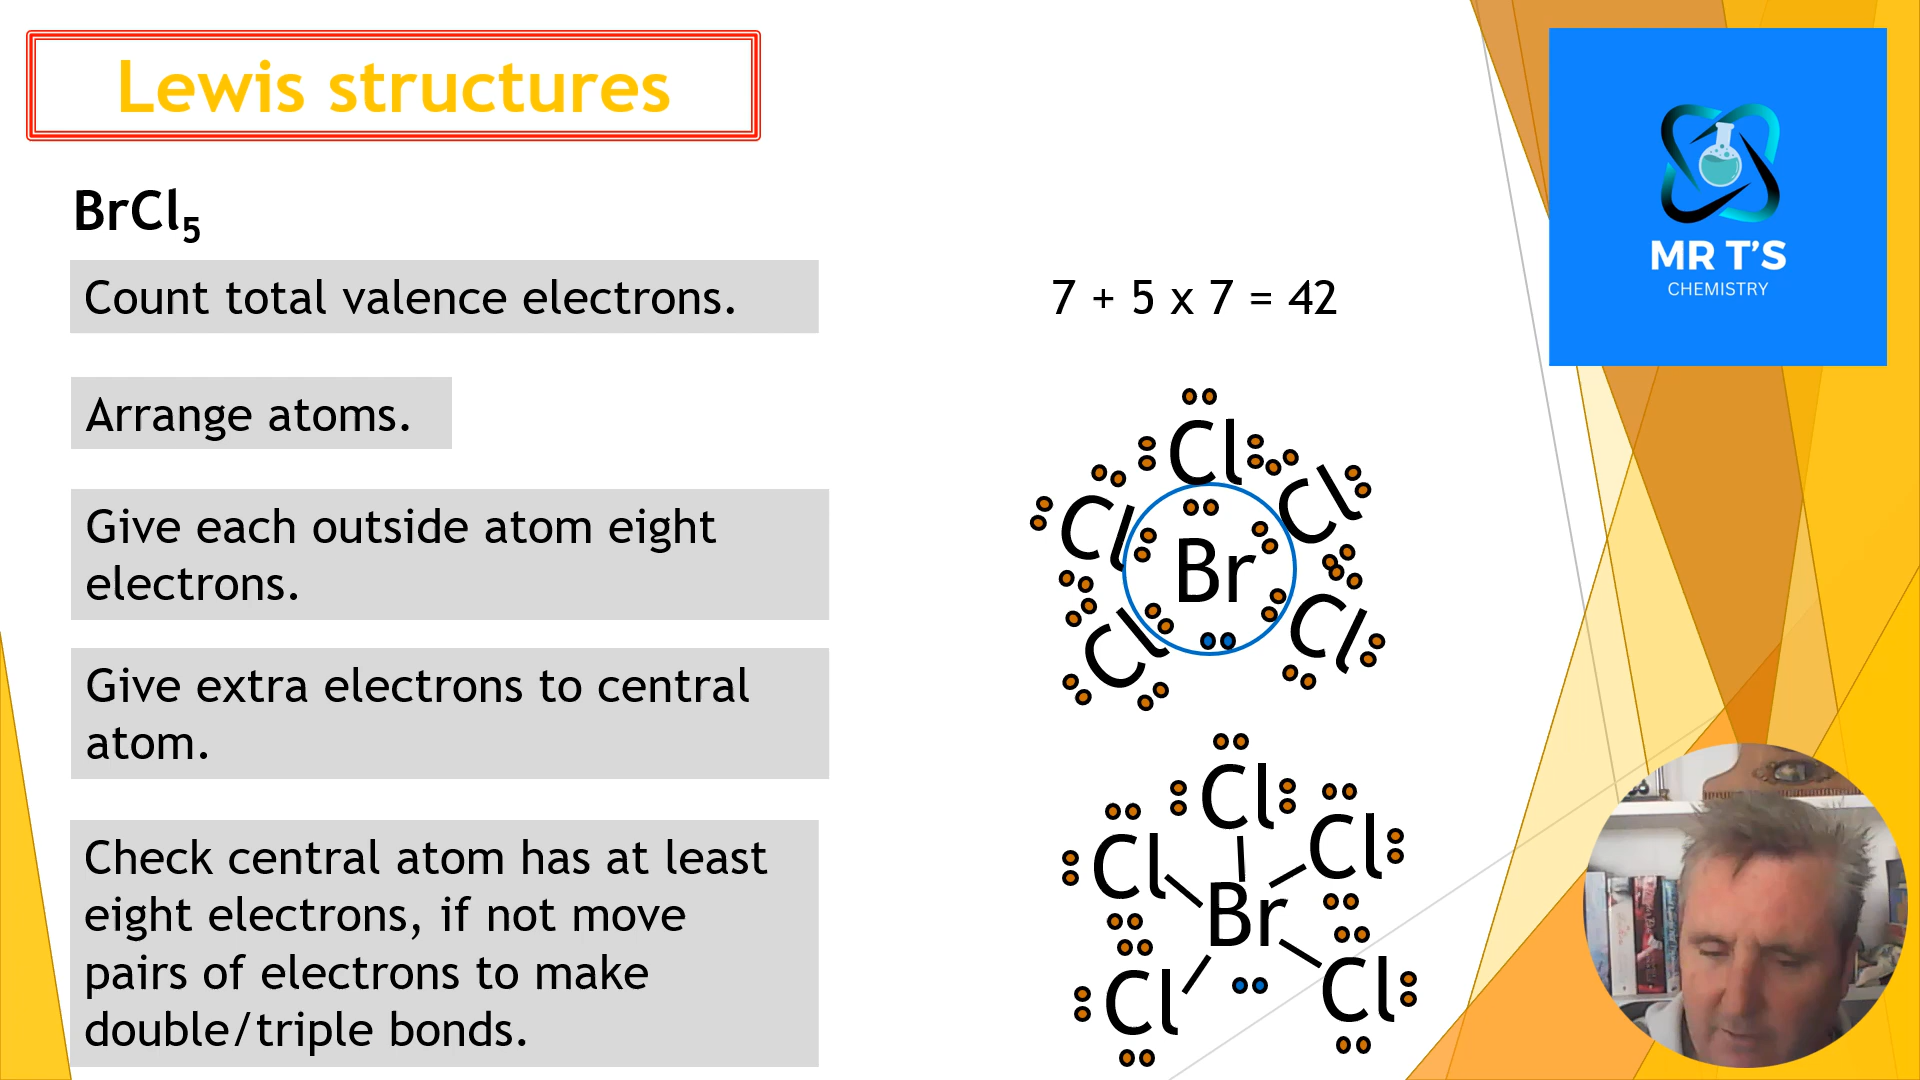 Lewis structures
BrCl₅
Count total valence electrons.
7 + 5 x 7 = 42
Arrange atoms.
Give each outside atom eight
electrons.
Give extra electrons to central
atom.
Check central atom has at least
eight electrons, if not move
pairs of electrons to make
double/triple bonds.
Cl
Cl
Cl
Br
Cl
Cl
Cl
Cl
Cl
Br
Cl
Cl
MR T'S
CHEMISTRY